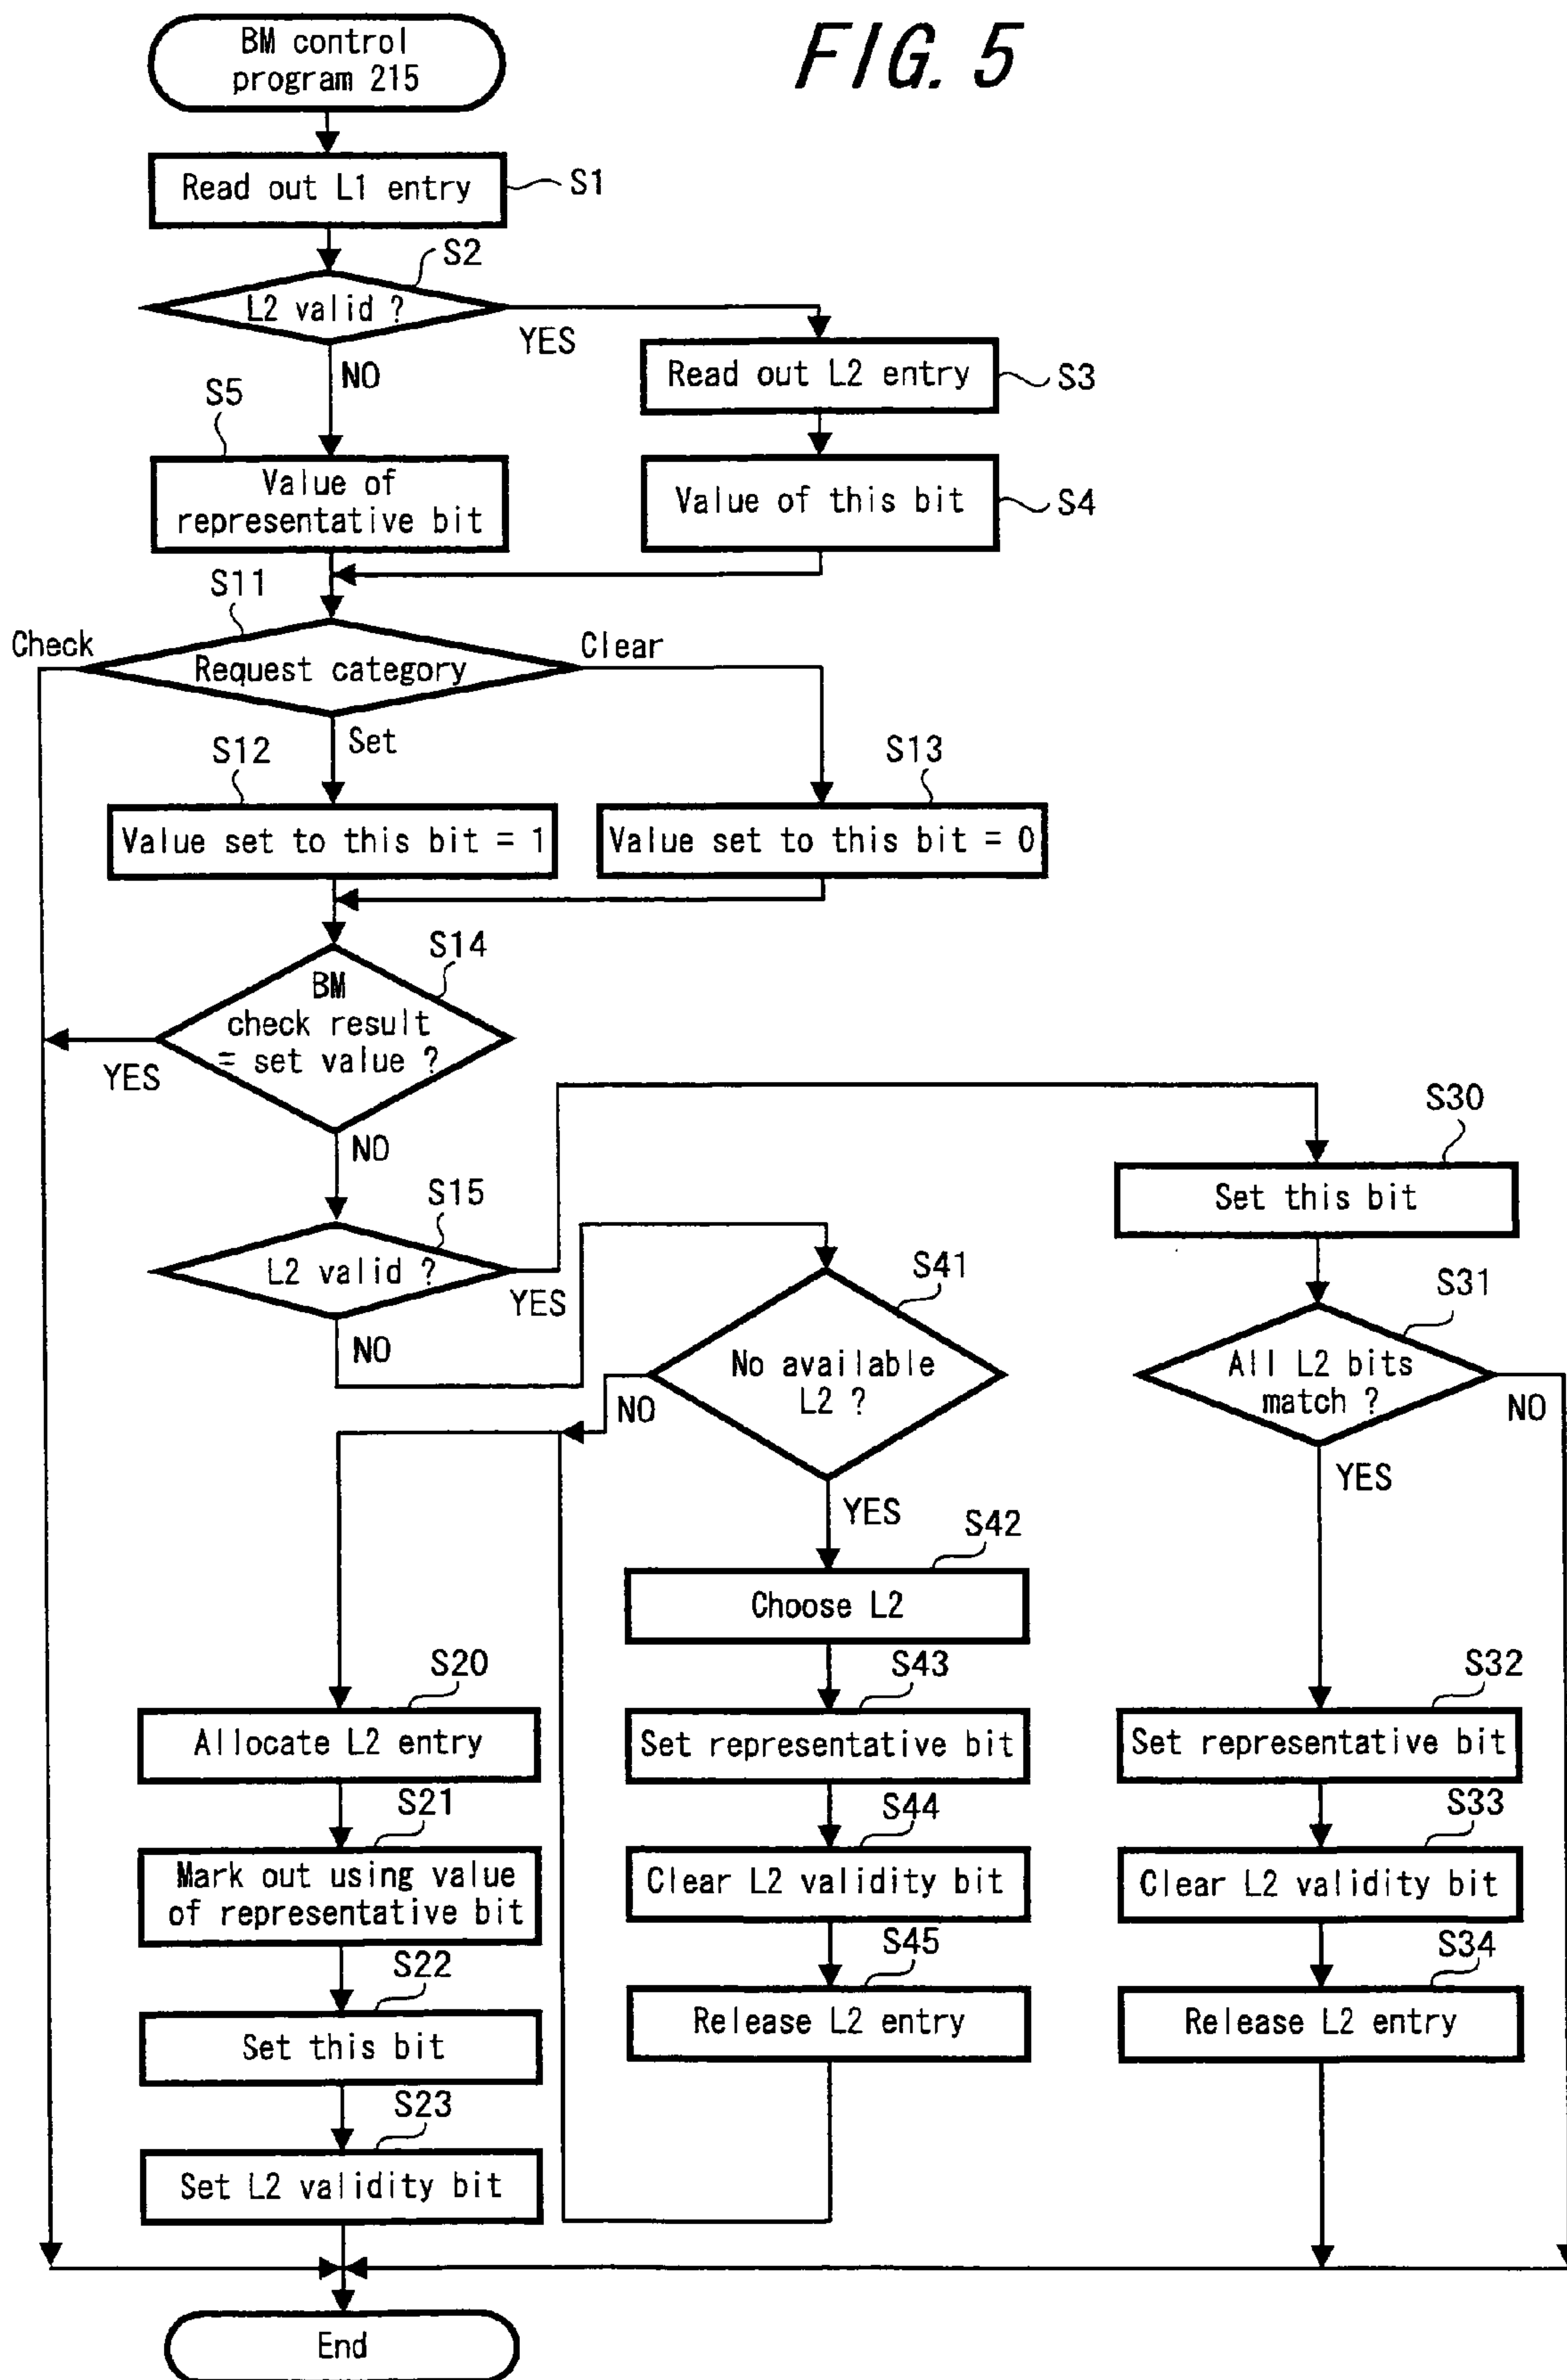 FIG. 5
BM control
program 215
Read out L1 entry
S1
S2
L2 valid ?
YES
NO
Read out L2 entry
S3
S5
Value of
representative bit
Value of this bit
S4
S11
Check
Request category
Clear
Set
S12
S13
Value set to this bit = 1
Value set to this bit = 0
S14
BM
check result
= set value ?
YES
NO
S30
Set this bit
S15
L2 valid ?
YES
NO
S41
No available
L2 ?
NO
YES
S31
All L2 bits
match ?
NO
YES
S42
Choose L2
S20
Allocate L2 entry
S43
Set representative bit
S32
Set representative bit
S21
Mark out using value
of representative bit
S44
Clear L2 validity bit
S33
Clear L2 validity bit
S22
Set this bit
S45
Release L2 entry
S34
Release L2 entry
S23
Set L2 validity bit
End